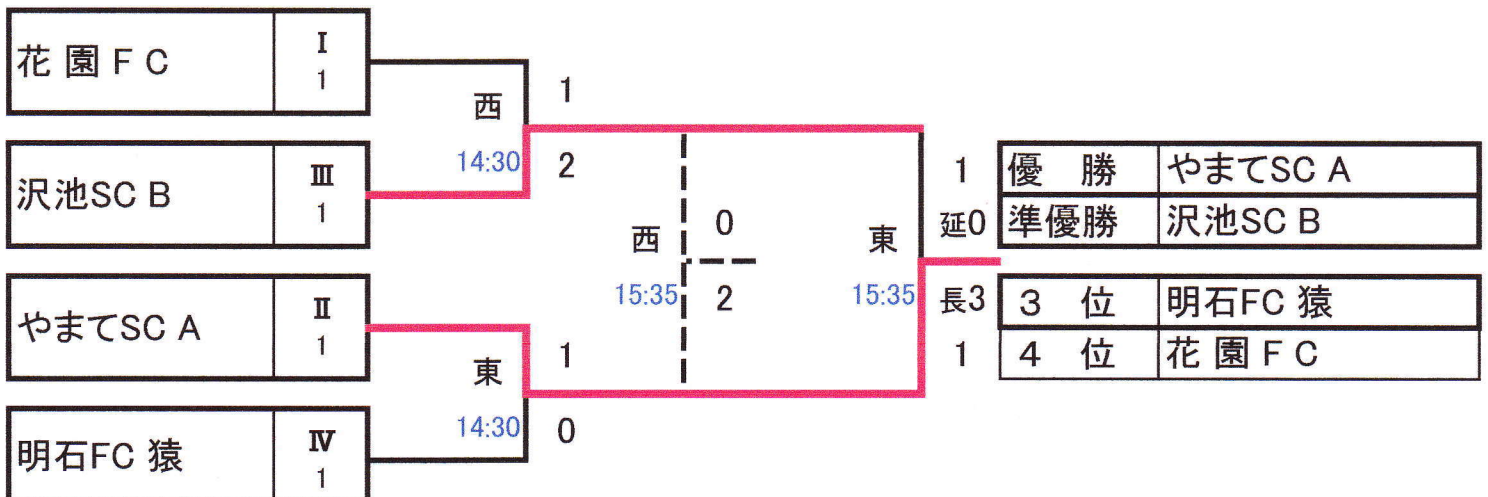 花 園 F C
Ⅰ
1
沢池SC B
Ⅲ
1
やまてSC A
Ⅱ
1
明石FC 猿
Ⅳ
1
西
14:30
1
2
東
14:30
1
0
西
15:35
0
2
東
15:35
1
延0
長3
1
優 勝 やまてSC A
準優勝 沢池SC B
3 位 明石FC 猿
4 位 花 園 F C